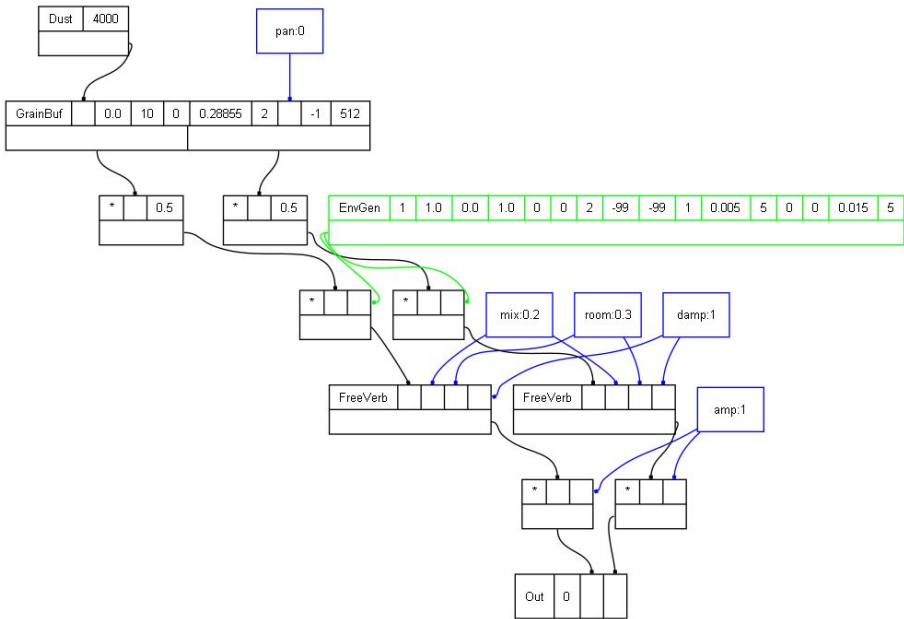 Dust 4000
pan:0
GrainBuf 0.0 10 0 0.28855 2 -1 512
* 0.5 * 0.5
EnvGen 1 1.0 0.0 1.0 0 0 2 -99 -99 1 0.005 5 0 0 0.015 5
* *
mix:0.2 room:0.3 damp:1
FreeVerb FreeVerb
amp:1
* *
Out 0